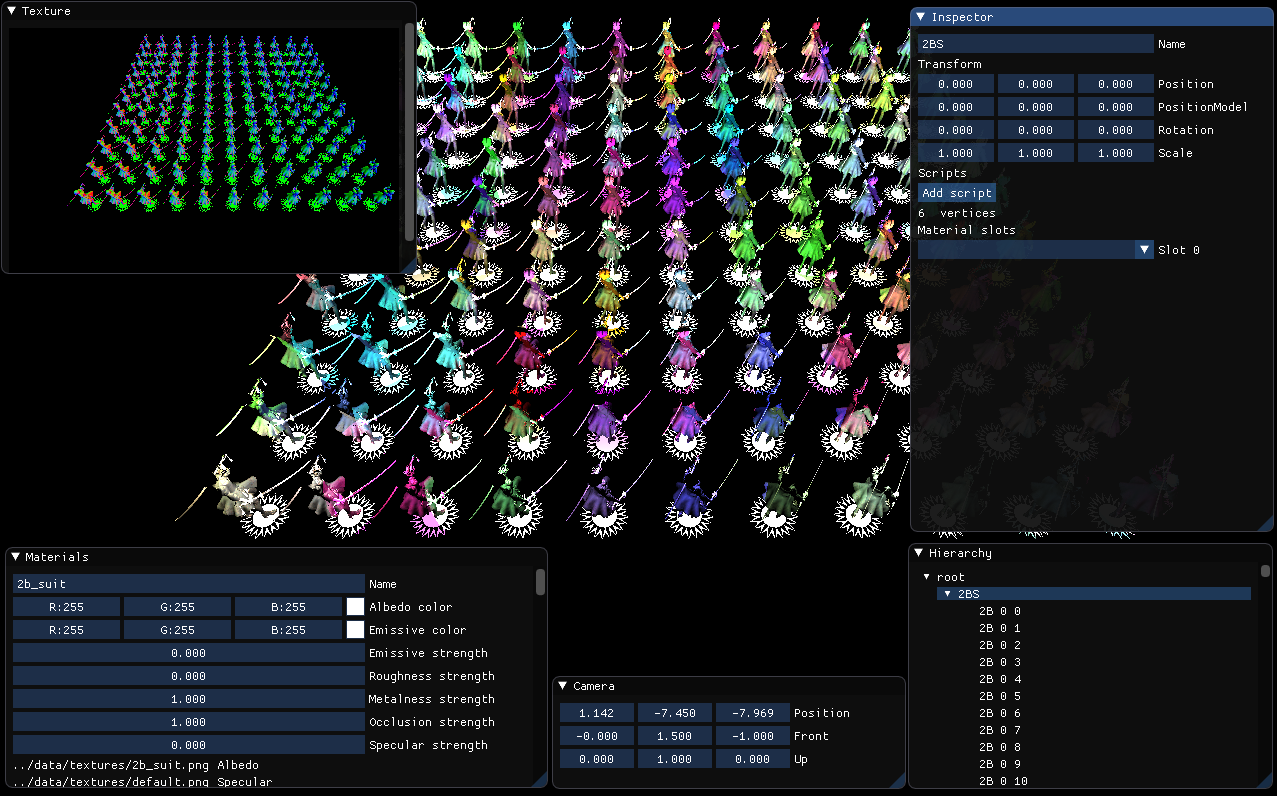 Texture
Inspector
2BS Name
Transform
0.000 0.000 0.000 Position
0.000 0.000 0.000 PositionModel
0.000 0.000 0.000 Rotation
1.000 1.000 1.000 Scale
Scripts
Add script
6 vertices
Material slots
Slot 0
Materials
2b_suit Name
R:255 G:255 B:255 Albedo color
R:255 G:255 B:255 Emissive color
0.000 Emissive strength
0.000 Roughness strength
1.000 Metalness strength
1.000 Occlusion strength
0.000 Specular strength
../data/textures/2b_suit.png Albedo
../data/textures/default.png Specular
Camera
1.142 -7.450 -7.969 Position
-0.000 1.500 -1.000 Front
0.000 1.000 0.000 Up
Hierarchy
root
2BS
2B 0 0
2B 0 1
2B 0 2
2B 0 3
2B 0 4
2B 0 5
2B 0 6
2B 0 7
2B 0 8
2B 0 9
2B 0 10